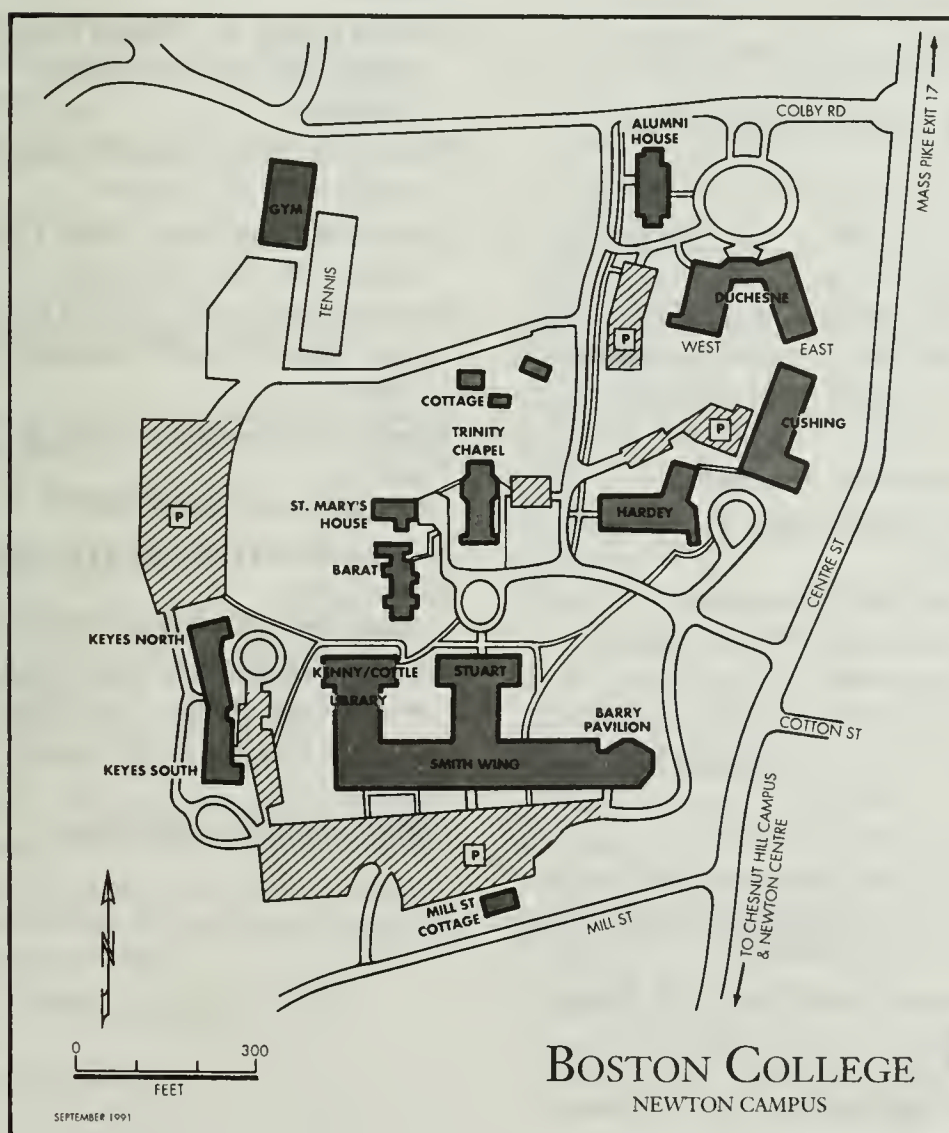 COLBY RD
MASS PIKE EXIT 17
ALUMNI
HOUSE
GYM
TENNIS
DUCHESNE
WEST
EAST
P
COTTAGE
CUSHING
P
TRINITY
CHAPEL
ST. MARY'S
HOUSE
HARDEY
P
BARAT
CENTRE ST
KEYES NORTH
KENNY/COTTLE
LIBRARY
STUART
BARRY
PAVILION
COTTON ST
KEYES SOUTH
SMITH WING
P
MILL ST
COTTAGE
MILL ST
TO CHESNUT HILL CAMPUS
& NEWTON CENTRE
N
0
300
FEET
BOSTON COLLEGE
NEWTON CAMPUS
SEPTEMBER 1991